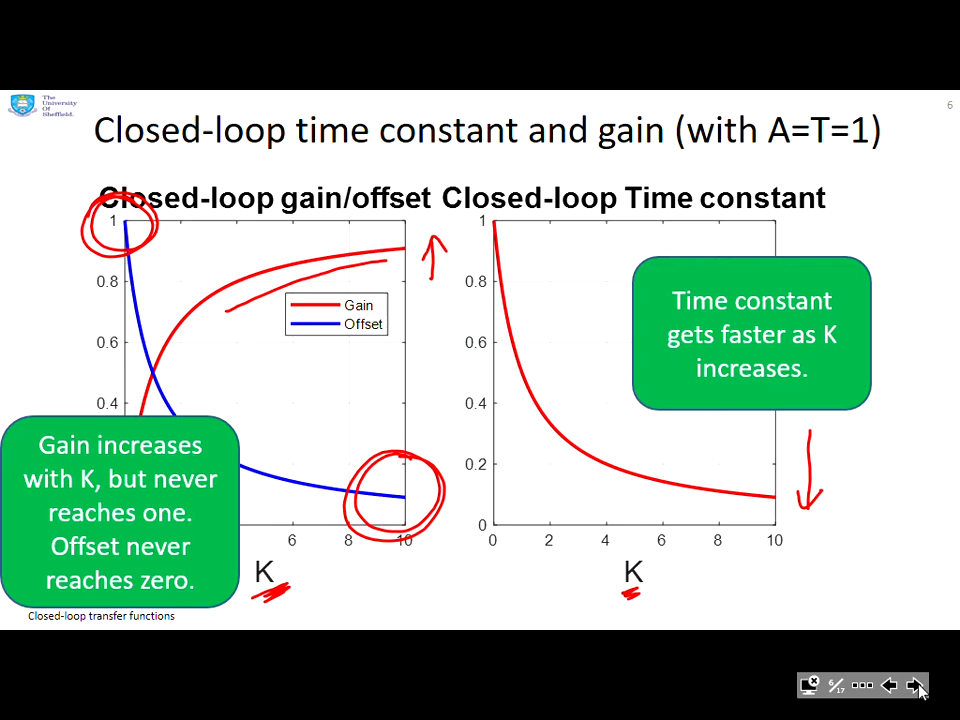 The
University
Of
Sheffield.
6
Closed-loop time constant and gain (with A=T=1)
Closed-loop gain/offset
1
0.8
0.6
0.4
Gain
Offset
6
8
10
K
Closed-loop Time constant
1
0.8
0.6
0.4
0.2
0
0
2
4
6
8
10
K
Time constant
gets faster as K
increases.
Gain increases
with K, but never
reaches one.
Offset never
reaches zero.
Closed-loop transfer functions
6/17